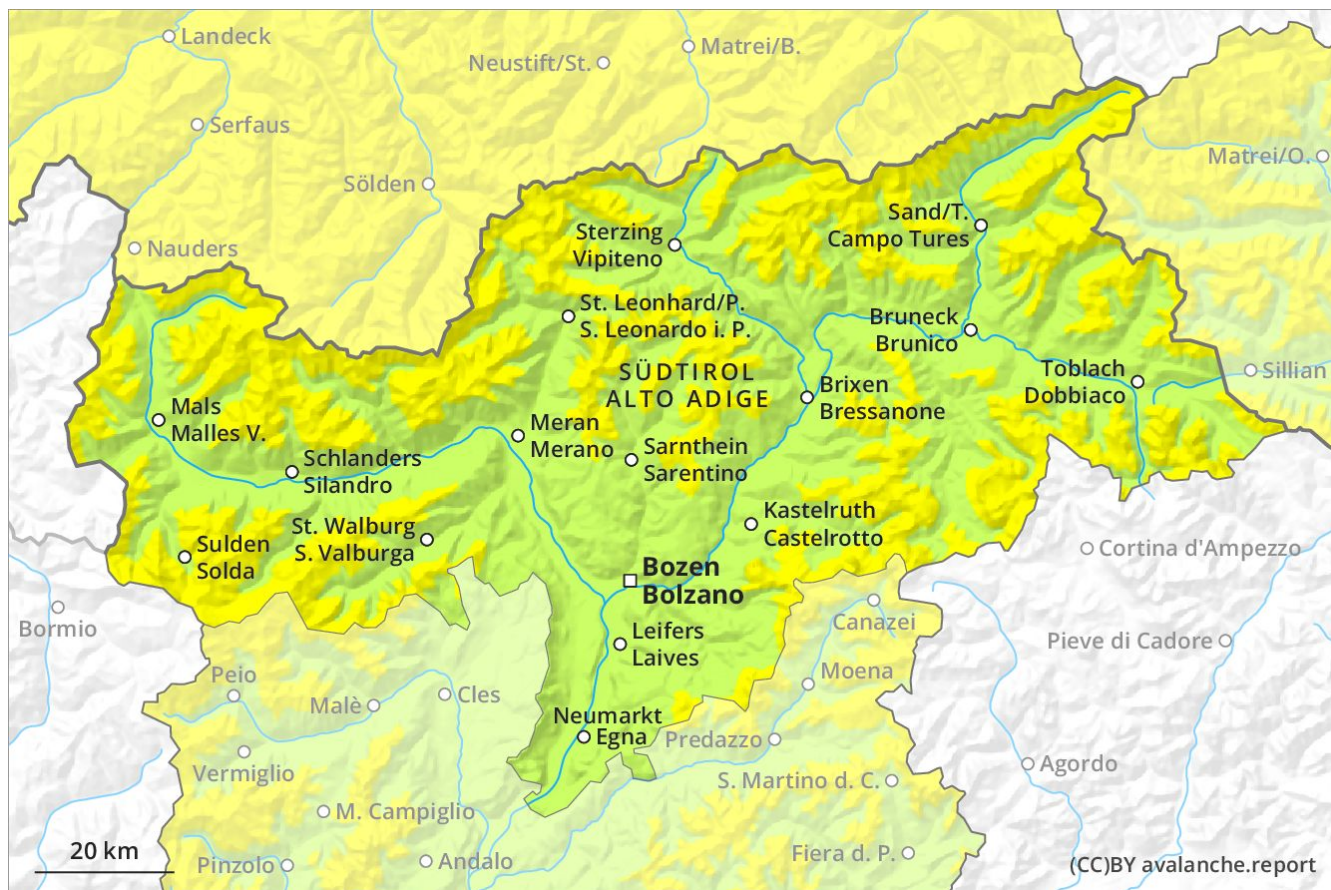 Landeck
Matrei/B.
Neustift/St.
Serfaus
Matrei/O.
Sölden
Sand/T.
Campo Tures
Sterzing
Vipiteno
Nauders
St. Leonhard/P.
S. Leonardo i. P.
Bruneck
Brunico
SÜDTIROL
ALTO ADIGE
Toblach
Dobbiaco
Sillian
Brixen
Bressanone
Mals
Malles V.
Meran
Merano
Sarnthein
Sarentino
Schlanders
Silandro
Kastelruth
Castelrotto
St. Walburg
S. Valburga
Sulden
Solda
Cortina d'Ampezzo
Bozen
Bolzano
Bormio
Canazei
Leifers
Laives
Pieve di Cadore
Peio
Moena
Malè
Cles
Neumarkt
Egna
Predazzo
Vermiglio
Agordo
S. Martino d. C.
M. Campiglio
20 km
Pinzolo
Andalo
Fiera d. P.
(CC)BY avalanche.report